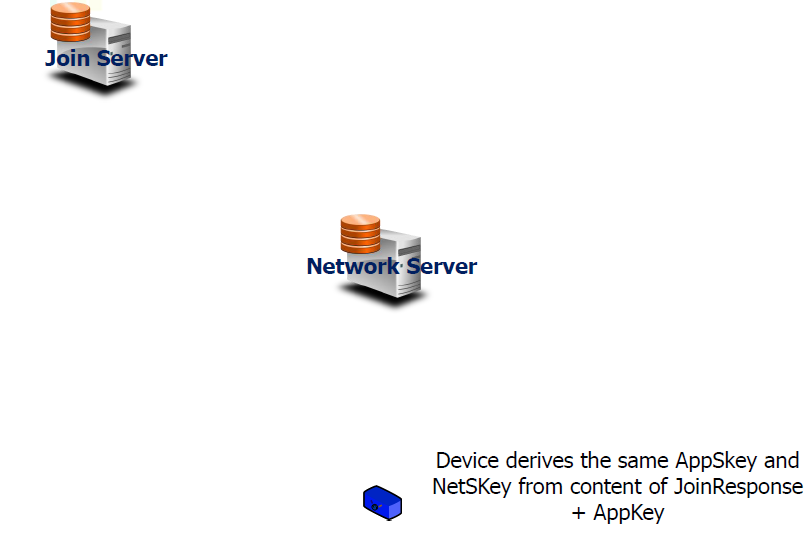 Join Server
Network Server
Device derives the same AppSkey and
NetSKey from content of JoinResponse
+ AppKey